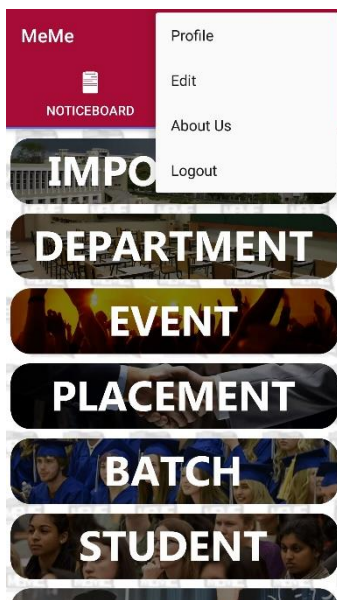 MeMe
Profile
Edit
About Us
Logout
NOTICEBOARD
IMPO
DEPARTMENT
EVENT
PLACEMENT
BATCH
STUDENT